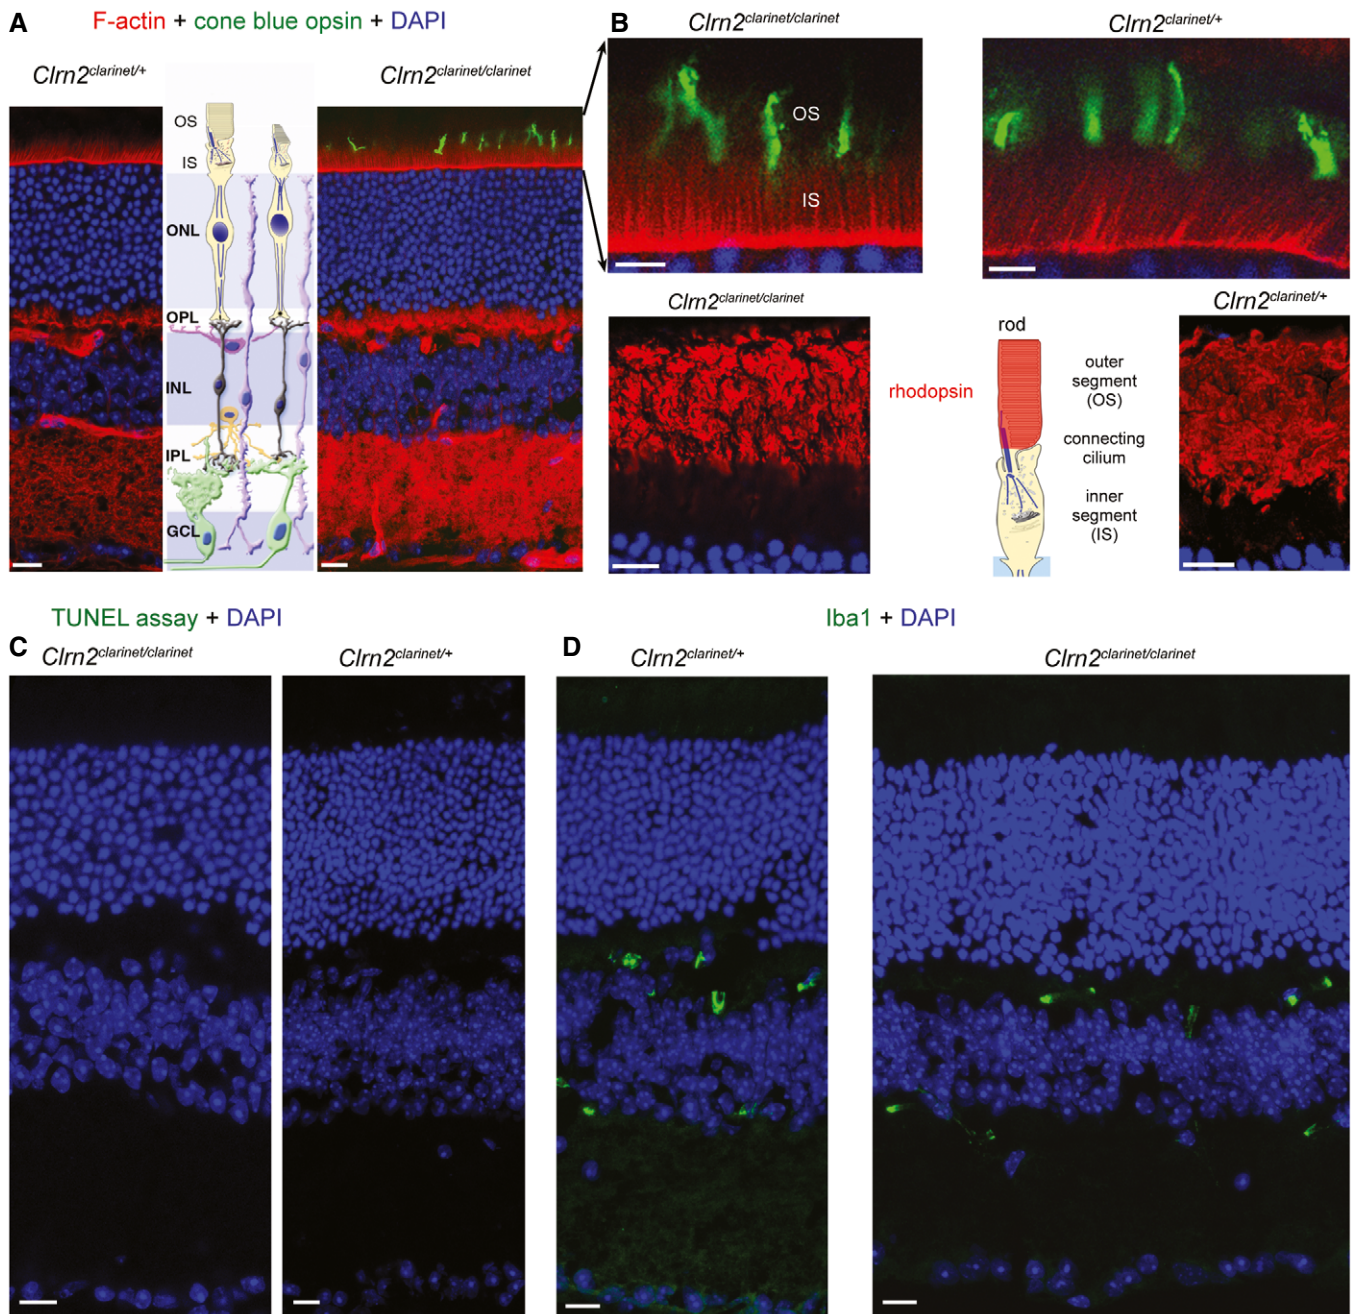 A
F-actin + cone blue opsin + DAPI
Clrn2clarinet/+
Clrn2clarinet/clarinet
OS
IS
ONL
OPL
INL
IPL
GCL
B
Clrn2clarinet/clarinet
Clrn2clarinet/+
OS
IS
Clrn2clarinet/clarinet
Clrn2clarinet/+
rhodopsin
rod
outer
segment
(OS)
connecting
cilium
inner
segment
(IS)
TUNEL assay + DAPI
C
Clrn2clarinet/clarinet
Clrn2clarinet/+
Iba1 + DAPI
D
Clrn2clarinet/+
Clrn2clarinet/clarinet